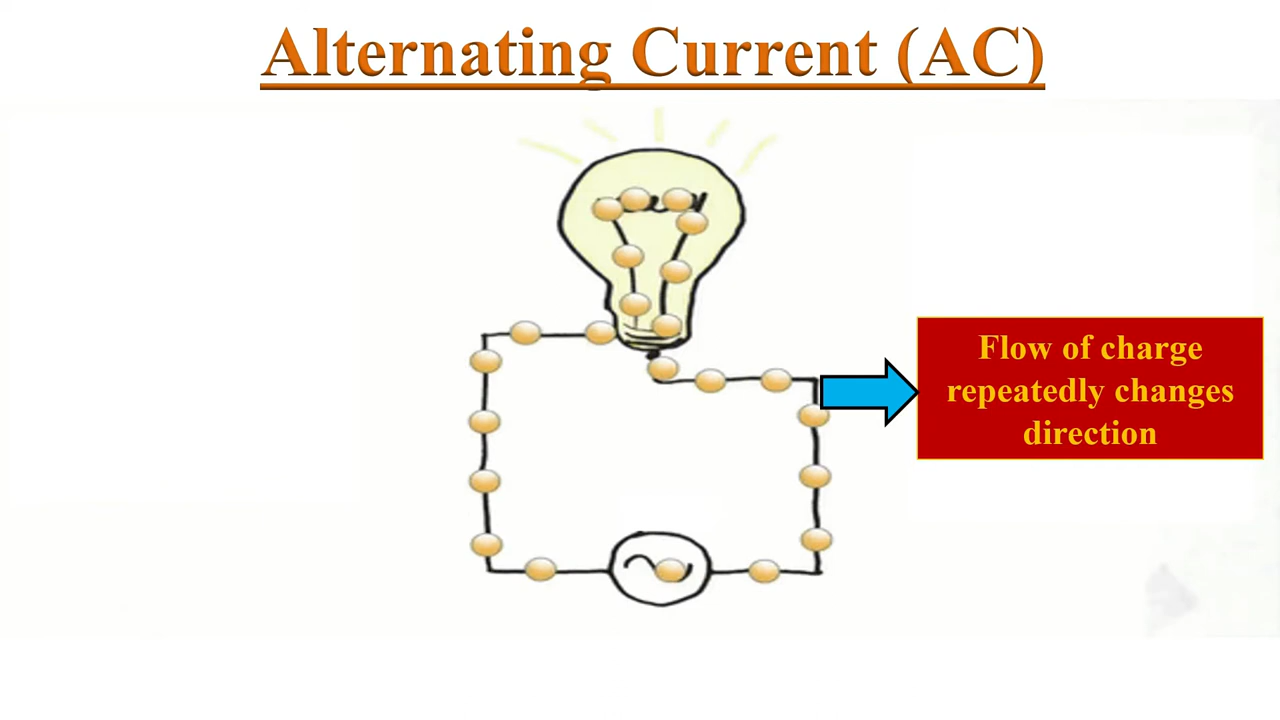 Alternating Current (AC)
Flow of charge
repeatedly changes
direction